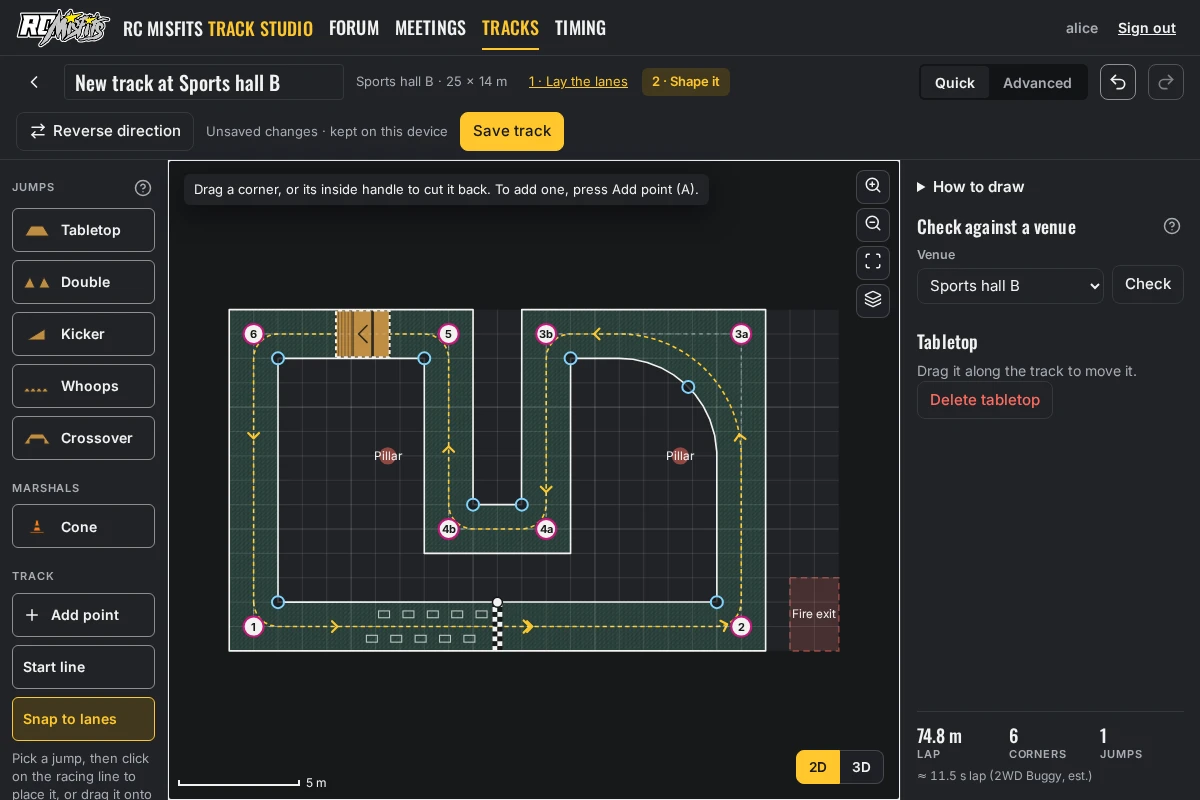 RC Misfits
RC MISFITS TRACK STUDIO
FORUM
MEETINGS
TRACKS
TIMING
alice
Sign out
New track at Sports hall B
Sports hall B · 25 × 14 m
1 · Lay the lanes
2 · Shape it
Quick
Advanced
Reverse direction
Unsaved changes · kept on this device
Save track
JUMPS
Tabletop
Double
Kicker
Whoops
Crossover
MARSHALS
Cone
TRACK
Add point
Start line
Snap to lanes
Pick a jump, then click
on the racing line to
place it, or drag it onto
Drag a corner, or its inside handle to cut it back. To add one, press Add point (A).
6
5
3b
3a
Pillar
Pillar
4b
4a
1
2
Fire exit
5 m
2D
3D
How to draw
Check against a venue
Venue
Sports hall B
Check
Tabletop
Drag it along the track to move it.
Delete tabletop
74.8 m
LAP
6
CORNERS
1
JUMPS
≈ 11.5 s lap (2WD Buggy, est.)